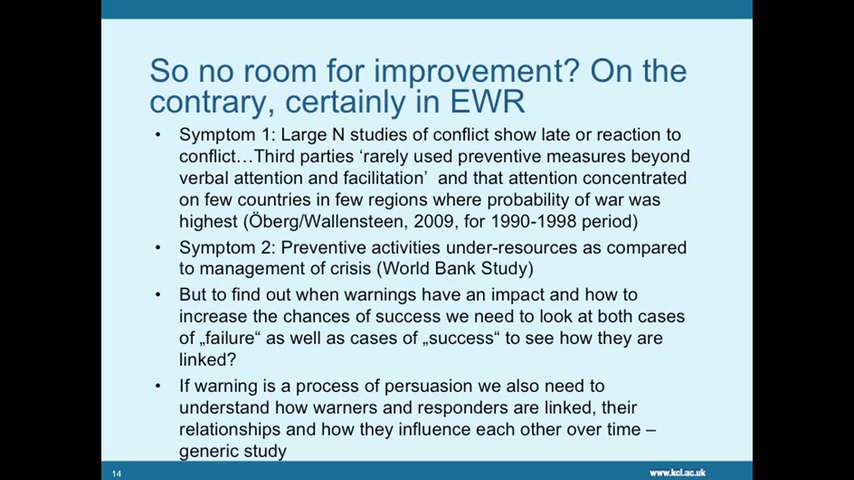 So no room for improvement? On the
contrary, certainly in EWR
• Symptom 1: Large N studies of conflict show late or reaction to
conflict…Third parties ‘rarely used preventive measures beyond
verbal attention and facilitation’ and that attention concentrated
on few countries in few regions where probability of war was
highest (Öberg/Wallensteen, 2009, for 1990-1998 period)
• Symptom 2: Preventive activities under-resources as compared
to management of crisis (World Bank Study)
• But to find out when warnings have an impact and how to
increase the chances of success we need to look at both cases
of „failure“ as well as cases of „success“ to see how they are
linked?
• If warning is a process of persuasion we also need to
understand how warners and responders are linked, their
relationships and how they influence each other over time –
generic study
14
www.kcl.ac.uk